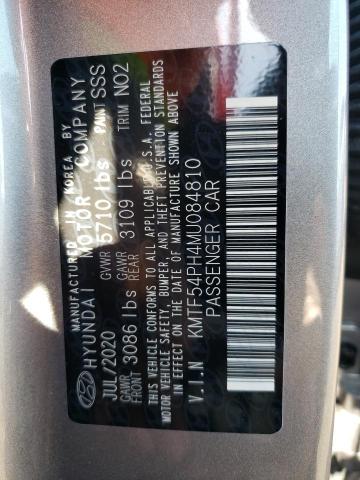 MANUFACTURED IN KOREA BY
HYUNDAI MOTOR COMPANY
JUL/2020 GVWR 5710 lbs PAINT SSS
GAWR FRONT 3086 lbs GAWR REAR 3109 lbs TRIM NO2
THIS VEHICLE CONFORMS TO ALL APPLICABLE U.S.A. FEDERAL
MOTOR VEHICLE SAFETY, BUMPER, AND THEFT PREVENTION STANDARDS
IN EFFECT ON THE DATE OF MANUFACTURE SHOWN ABOVE
V.I.N KMTF54PH4MU084810
PASSENGER CAR